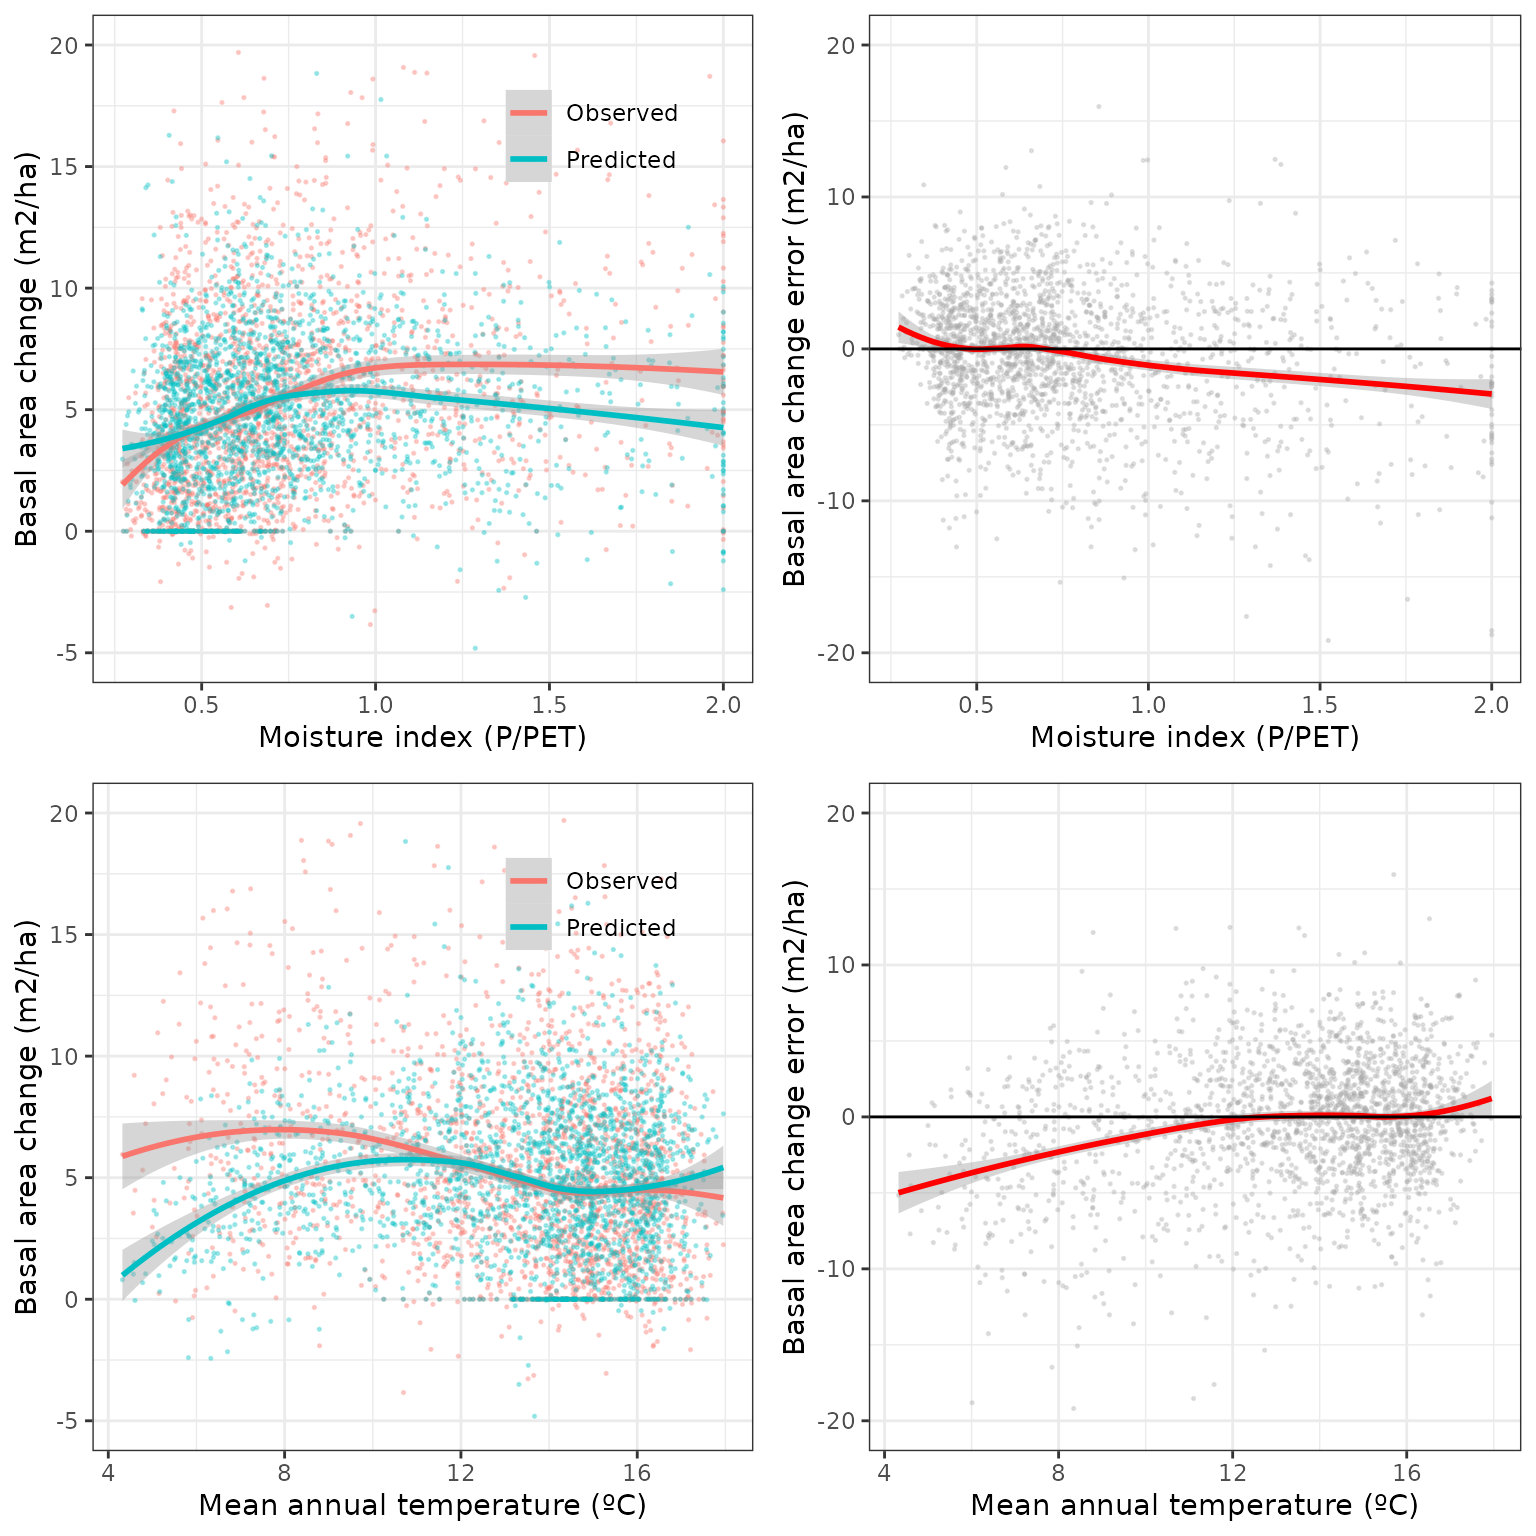 Basal area change (m2/ha)
20
15
10
5
0
-5
Observed
Predicted
0.5 1.0 1.5 2.0
Moisture index (P/PET)
Basal area change error (m2/ha)
20
10
0
-10
-20
0.5 1.0 1.5 2.0
Moisture index (P/PET)
Basal area change (m2/ha)
20
15
10
5
0
-5
Observed
Predicted
4 8 12 16
Mean annual temperature (ºC)
Basal area change error (m2/ha)
20
10
0
-10
-20
4 8 12 16
Mean annual temperature (ºC)